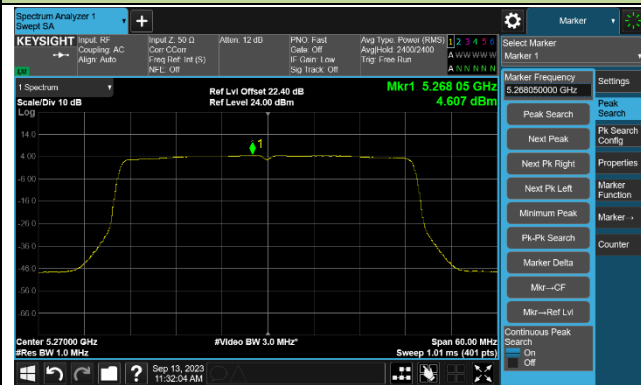 Spectrum Analyzer 1
Swept SA
Marker
KEYSIGHT
Input: RF
Coupling: AC
Align: Auto
Input Z: 50 Ω
Corr CCorr
Freq Ref: Int (S)
NFE: Off
Atten: 12 dB
PNO: Fast
Gate: Off
IF Gain: Low
Sig Track: Off
Avg Type: Power (RMS)
Avg|Hold: 2400/2400
Trig: Free Run
1 2 3 4 5 6
A W W W W W
A N N N N N
LXI
Select Marker
Marker 1
1 Spectrum
Scale/Div 10 dB
Log
Ref Lvl Offset 22.40 dB
Ref Level 24.00 dBm
Mkr1 5.268 05 GHz
4.607 dBm
14.0
4.00
-6.00
-16.0
-26.0
-36.0
-46.0
-56.0
-66.0
1
Center 5.27000 GHz
#Res BW 1.0 MHz
#Video BW 3.0 MHz*
Span 60.00 MHz
Sweep 1.01 ms (401 pts)
Marker Frequency
5.268050000 GHz
Peak Search
Next Peak
Next Pk Right
Next Pk Left
Minimum Peak
Pk-Pk Search
Marker Delta
Mkr→CF
Mkr→Ref Lvl
Continuous Peak
Search
On
Off
Settings
Peak
Search
Pk Search
Config
Properties
Marker
Function
Marker→
Counter
Sep 13, 2023
11:32:04 AM